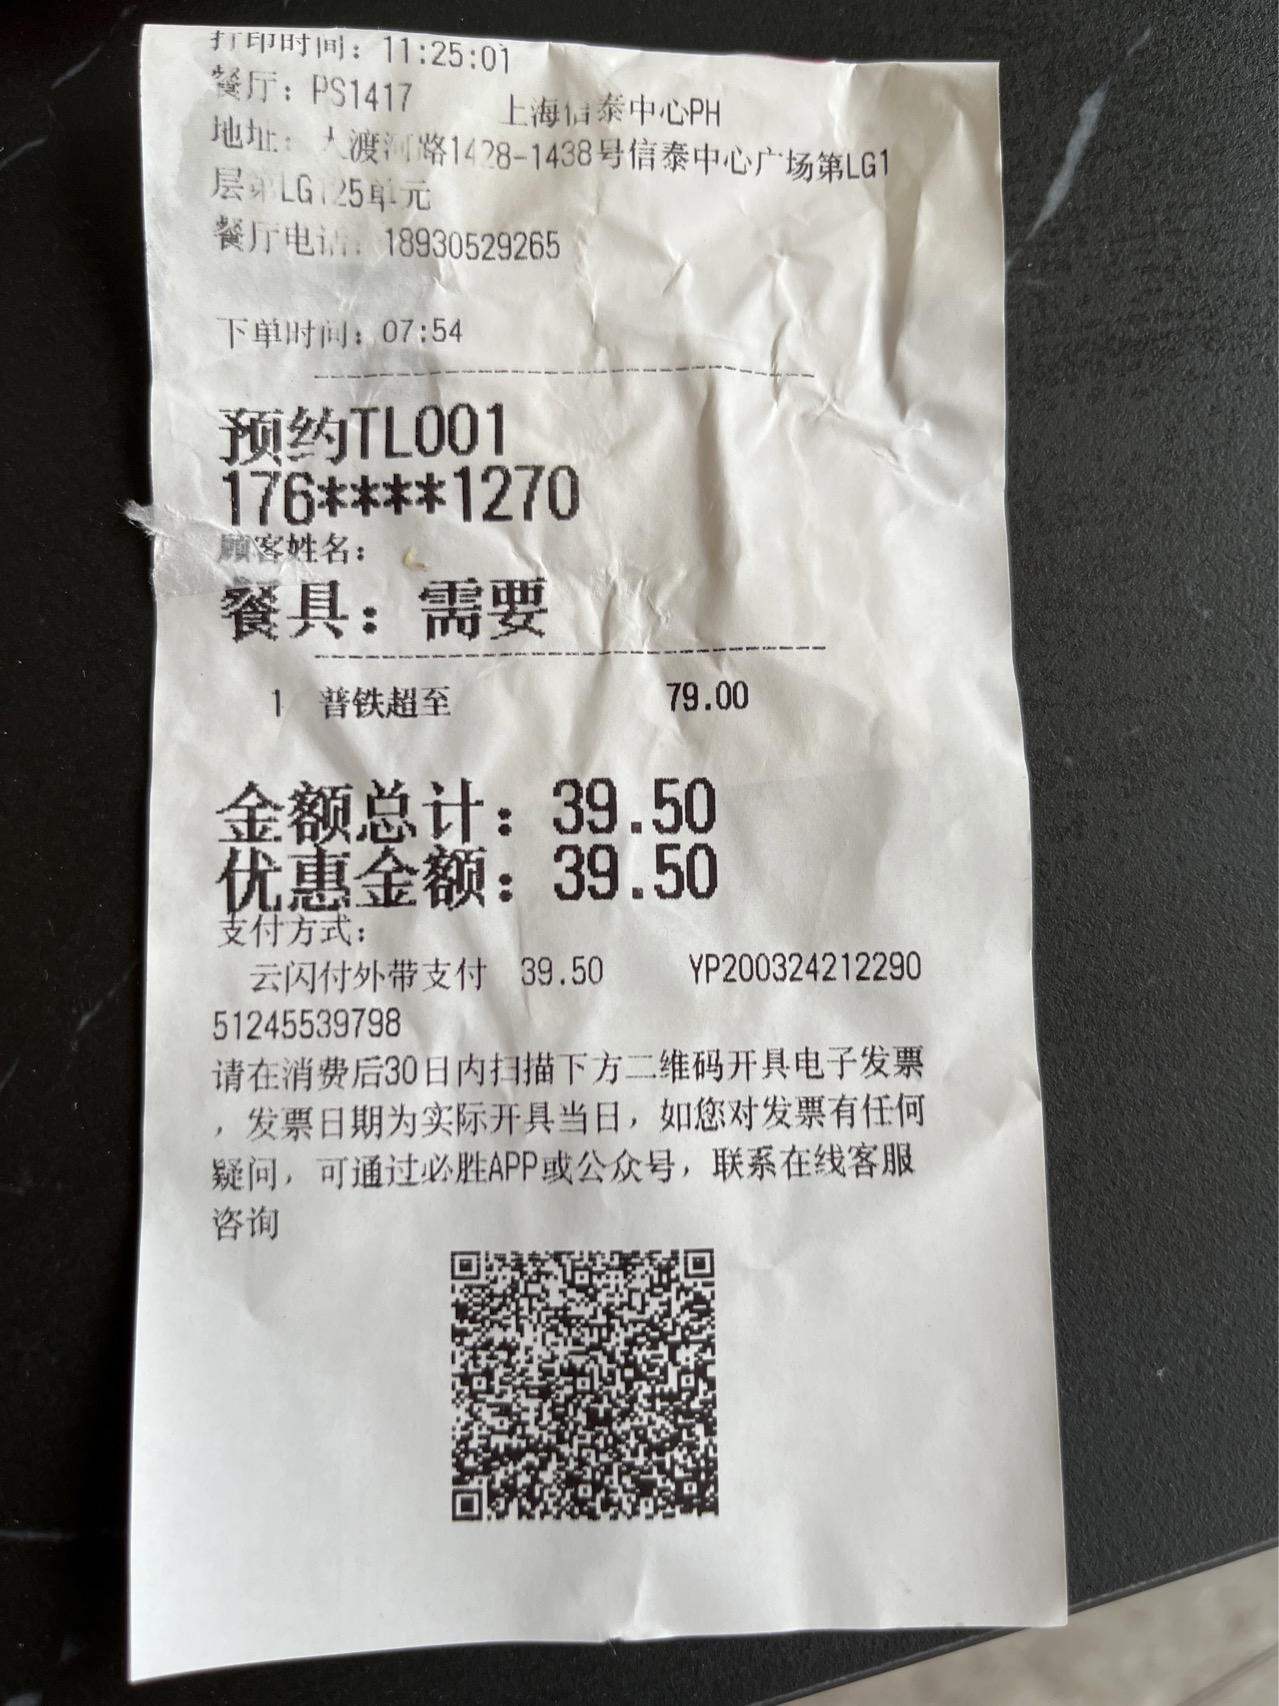 打印时间：11:25:01
餐厅：PS1417 上海信泰中心PH
地址：大渡河路1428-1438号信泰中心广场第LG1
层第LG125单元
餐厅电话：18930529265
下单时间：07:54
预约TL001
176****1270
顾客姓名：
餐具：需要
1 普铁超至 79.00
金额总计：39.50
优惠金额：39.50
支付方式：
云闪付外带支付 39.50 YP200324212290
51245539798
请在消费后30日内扫描下方二维码开具电子发票
，发票日期为实际开具当日，如您对发票有任何
疑问，可通过必胜APP或公众号，联系在线客服
咨询